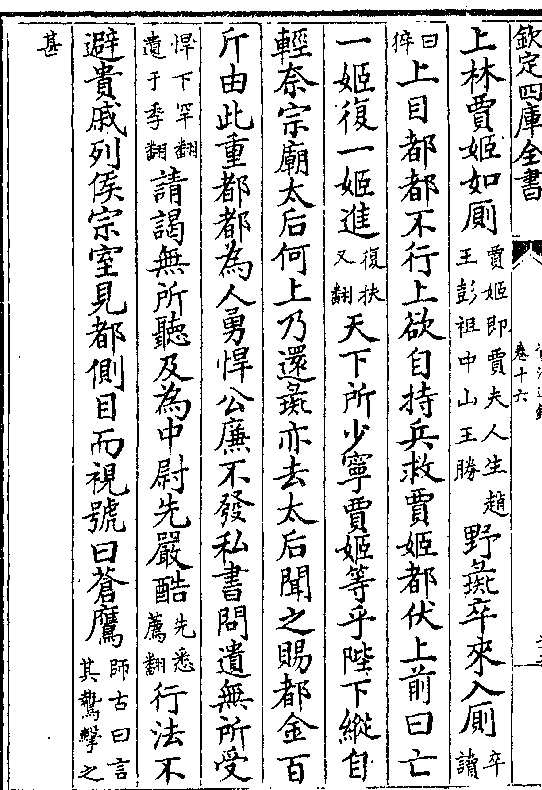 欽定四庫全書
卷十六
上林賈姬如厠賈姬即賈夫人生趙王彭祖中山王勝野彘卒來入厠卒讀
曰猝上目都都不行上欲自持兵救賈姬都伏上前曰亡
一姬復一姬進復扶又翻天下所少寧賈姬等乎陛下縱自
輕奈宗廟太后何上乃還彘亦去太后聞之賜都金百
斤由此重都都為人勇悍公廉不發私書問遺無所受
悍下罕翻遺于季翻請謁無所聽及為中尉先嚴酷先悉薦翻行法不
避貴戚列侯宗室見都側目而視號曰蒼鷹師古曰言其鷙擊之
甚